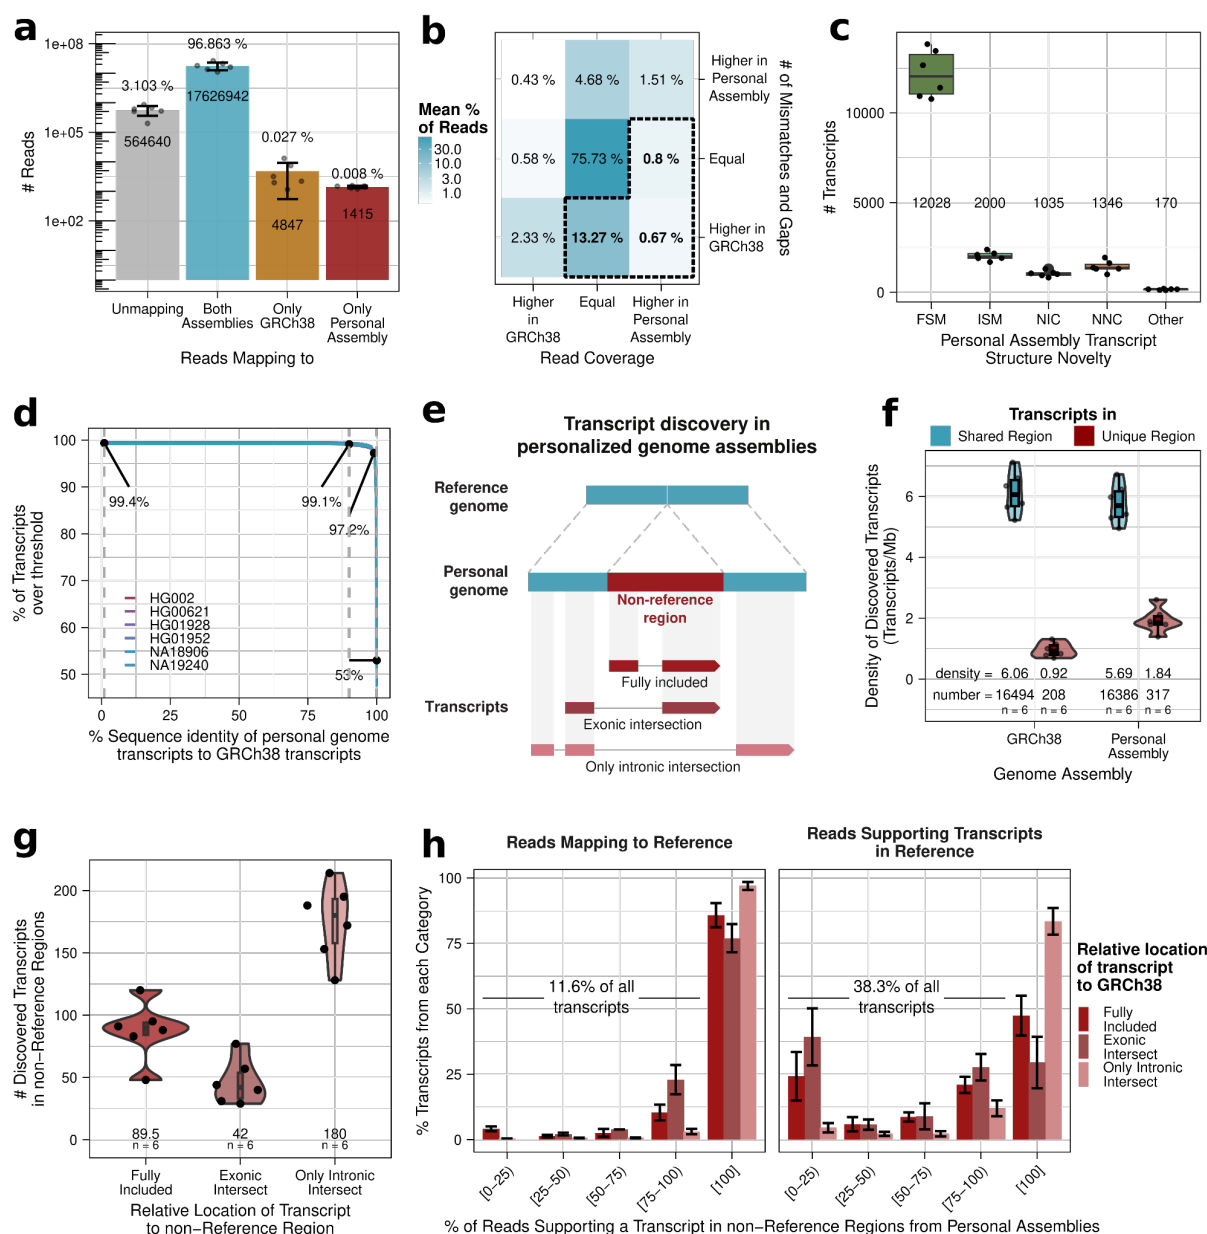 a
1e+08
1e+05
1e+02
# Reads
3.103 %
564640
96.863 %
17626942
0.027 %
4847
0.008 %
1415
Unmapping
Both
Assemblies
Only
GRCh38
Only
Personal
Assembly
Reads Mapping to
b
Mean %
of Reads
30.0
10.0
3.0
1.0
0.43 %
4.68 %
1.51 %
0.58 %
75.73 %
0.8 %
2.33 %
13.27 %
0.67 %
Higher in
Personal
Assembly
Equal
Higher in
GRCh38
# of Mismatches and Gaps
Higher
in
GRCh38
Equal
Higher in
Personal
Assembly
Read Coverage
c
# Transcripts
10000
5000
0
12028
2000
1035
1346
170
FSM
ISM
NIC
NNC
Other
Personal Assembly Transcript
Structure Novelty
d
% of Transcripts
over threshold
100
90
80
70
60
50
99.4%
99.1%
97.2%
53%
HG002
HG00621
HG01928
HG01952
NA18906
NA19240
0
25
50
75
100
% Sequence identity of personal genome
transcripts to GRCh38 transcripts
e
Transcript discovery in
personalized genome assemblies
Reference
genome
Personal
genome
Non−reference
region
Fully included
Transcripts
Exonic intersection
Only intronic intersection
f
Transcripts in
Shared Region
Unique Region
Density of Discovered Transcripts
(Transcripts/Mb)
6
4
2
0
density = 6.06 0.92 5.69 1.84
number = 16494 208 16386 317
n = 6 n = 6 n = 6 n = 6
GRCh38
Personal
Assembly
Genome Assembly
g
# Discovered Transcripts
in non−Reference Regions
200
150
100
50
0
89.5
n = 6
42
n = 6
180
n = 6
Fully
Included
Exonic
Intersect
Only Intronic
Intersect
Relative Location of Transcript
to non−Reference Region
h
Reads Mapping to Reference
Reads Supporting Transcripts
in Reference
% Transcripts from each Category
100
75
50
25
0
11.6% of all
transcripts
38.3% of all
transcripts
[0−25)
[25−50)
[50−75)
[75−100)
[100]
[0−25)
[25−50)
[50−75)
[75−100)
[100]
% of Reads Supporting a Transcript in non−Reference Regions from Personal Assemblies
Relative location
of transcript
to GRCh38
Fully
Included
Exonic
Intersect
Only Intronic
Intersect